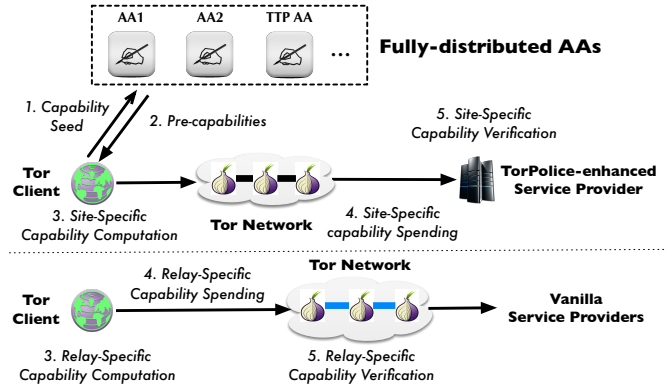 AA1 AA2 TTP AA
...
Fully-distributed AAs
1. Capability
Seed
2. Pre-capabilities
5. Site-Specific
Capability Verification
Tor
Client
TorPolice-enhanced
Service Provider
3. Site-Specific
Capability Computation
Tor Network
4. Site-Specific
capability Spending
Tor Network
4. Relay-Specific
Capability Spending
Tor
Client
Vanilla
Service Providers
3. Relay-Specific
Capability Computation
5. Relay-Specific
Capability Verification